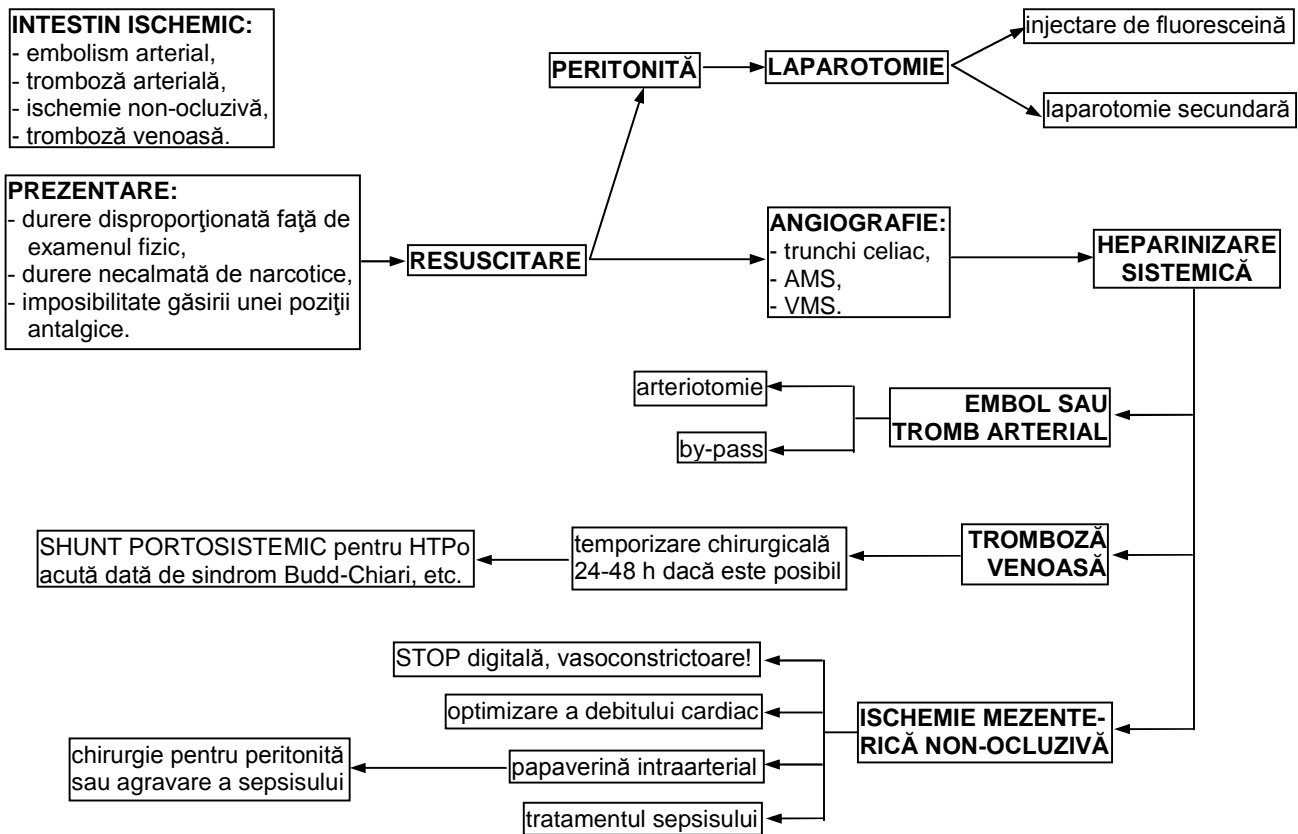 INTESTIN ISCHEMIC:
- embolism arterial,
- tromboză arterială,
- ischemie non-ocluzivă,
- tromboză venoasă.
PREZENTARE:
- durere disproporţionată faţă de
examenul fizic,
- durere necalmată de narcotice,
- imposibilitate găsirii unei poziţii
antalgice.
RESUSCITARE
PERITONITĂ
LAPAROTOMIE
injectare de fluoresceină
laparotomie secundară
ANGIOGRAFIE:
- trunchi celiac,
- AMS,
- VMS.
HEPARINIZARE
SISTEMICĂ
EMBOL SAU
TROMB ARTERIAL
arteriotomie
by-pass
TROMBOZĂ
VENOASĂ
temporizare chirurgicală
24-48 h dacă este posibil
SHUNT PORTOSISTEMIC pentru HTPo
acută dată de sindrom Budd-Chiari, etc.
ISCHEMIE MEZENTE-
RICĂ NON-OCLUZIVĂ
STOP digitală, vasoconstrictoare!
optimizare a debitului cardiac
papaverină intraarterial
tratamentul sepsisului
chirurgie pentru peritonită
sau agravare a sepsisului